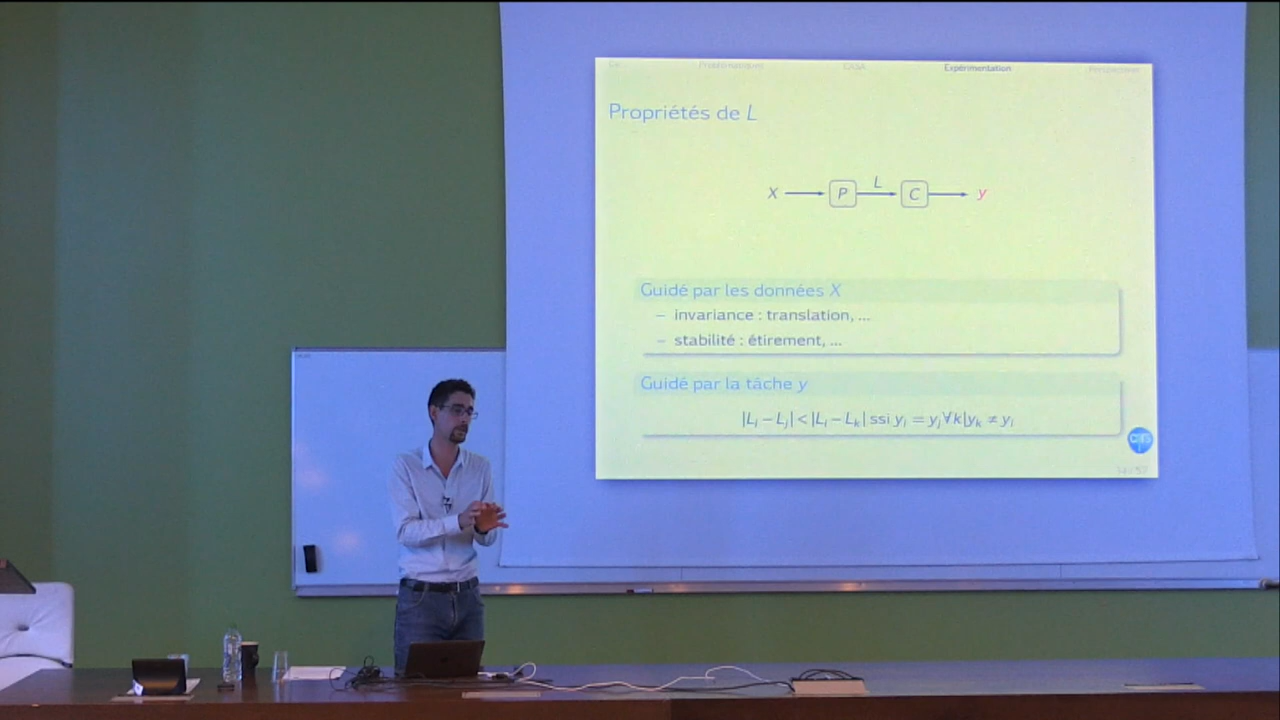 Expérimentation
Propriétés de L
X P L C y
Guidé par les données X
– invariance : translation, ...
– stabilité : étirement, ...
Guidé par la tâche y
|Lᵢ − Lⱼ| < |Lᵢ − Lₖ| ssi yᵢ = yⱼ ∀k|yₖ ≠ yᵢ